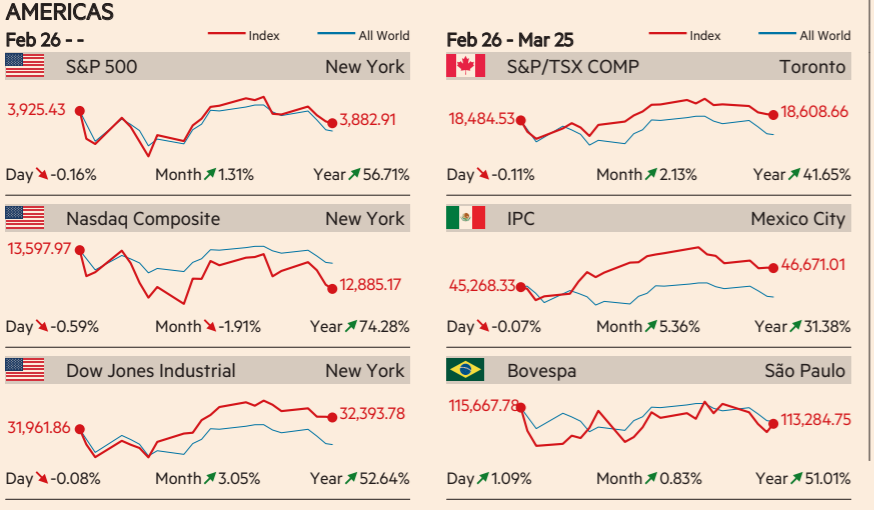 AMERICAS
Feb 26 - -
Index
All World
S&P 500
New York
3,925.43
3,882.91
Day -0.16%
Month 1.31%
Year 56.71%
Nasdaq Composite
New York
13,597.97
12,885.17
Day -0.59%
Month -1.91%
Year 74.28%
Dow Jones Industrial
New York
31,961.86
32,393.78
Day -0.08%
Month 3.05%
Year 52.64%
Feb 26 - Mar 25
Index
All World
S&P/TSX COMP
Toronto
18,484.53
18,608.66
Day -0.11%
Month 2.13%
Year 41.65%
IPC
Mexico City
45,268.33
46,671.01
Day -0.07%
Month 5.36%
Year 31.38%
Bovespa
São Paulo
115,667.78
113,284.75
Day 1.09%
Month 0.83%
Year 51.01%